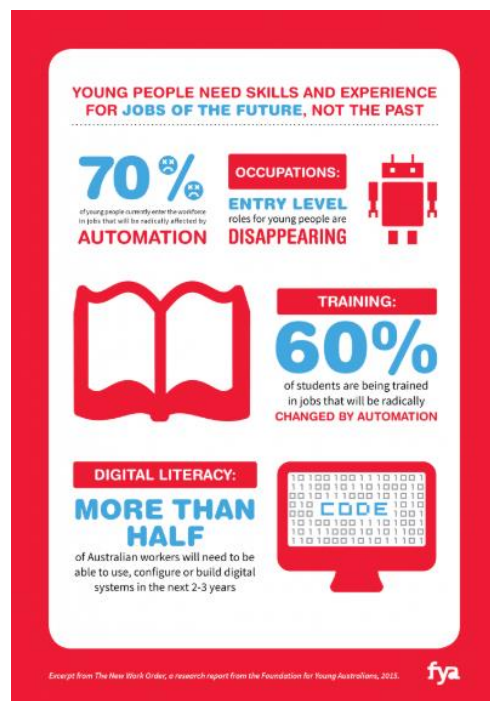 YOUNG PEOPLE NEED SKILLS AND EXPERIENCE
FOR JOBS OF THE FUTURE, NOT THE PAST
70%
of young people currently enter the workforce
in jobs that will be radically affected by
AUTOMATION
OCCUPATIONS:
ENTRY LEVEL
roles for young people are
DISAPPEARING
TRAINING:
60%
of students are being trained
in jobs that will be radically
CHANGED BY AUTOMATION
DIGITAL LITERACY:
MORE THAN
HALF
of Australian workers will need to be
able to use, configure or build digital
systems in the next 2-3 years
CODE
Excerpt from The New Work Order, a research report from the Foundation for Young Australians, 2015.
fya